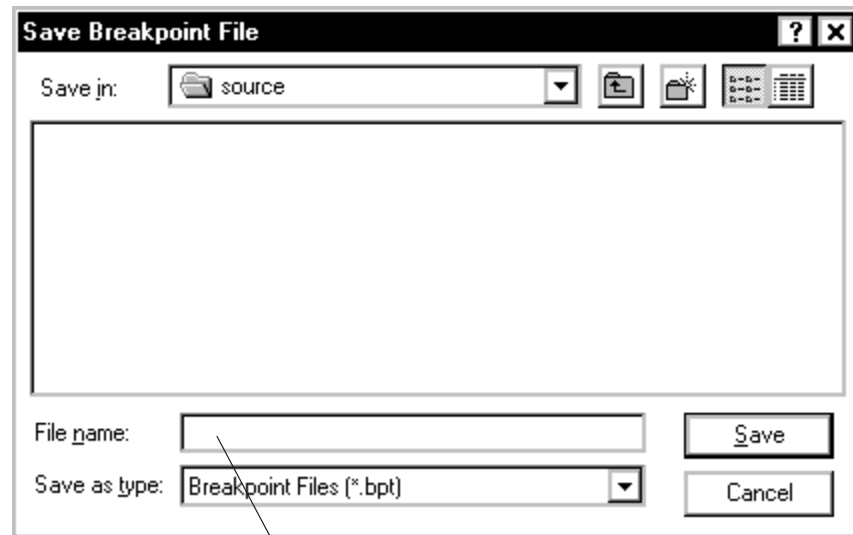 Save Breakpoint File ?
Save in: source
File name: Save
Save as type: Breakpoint Files (*.bpt) Cancel